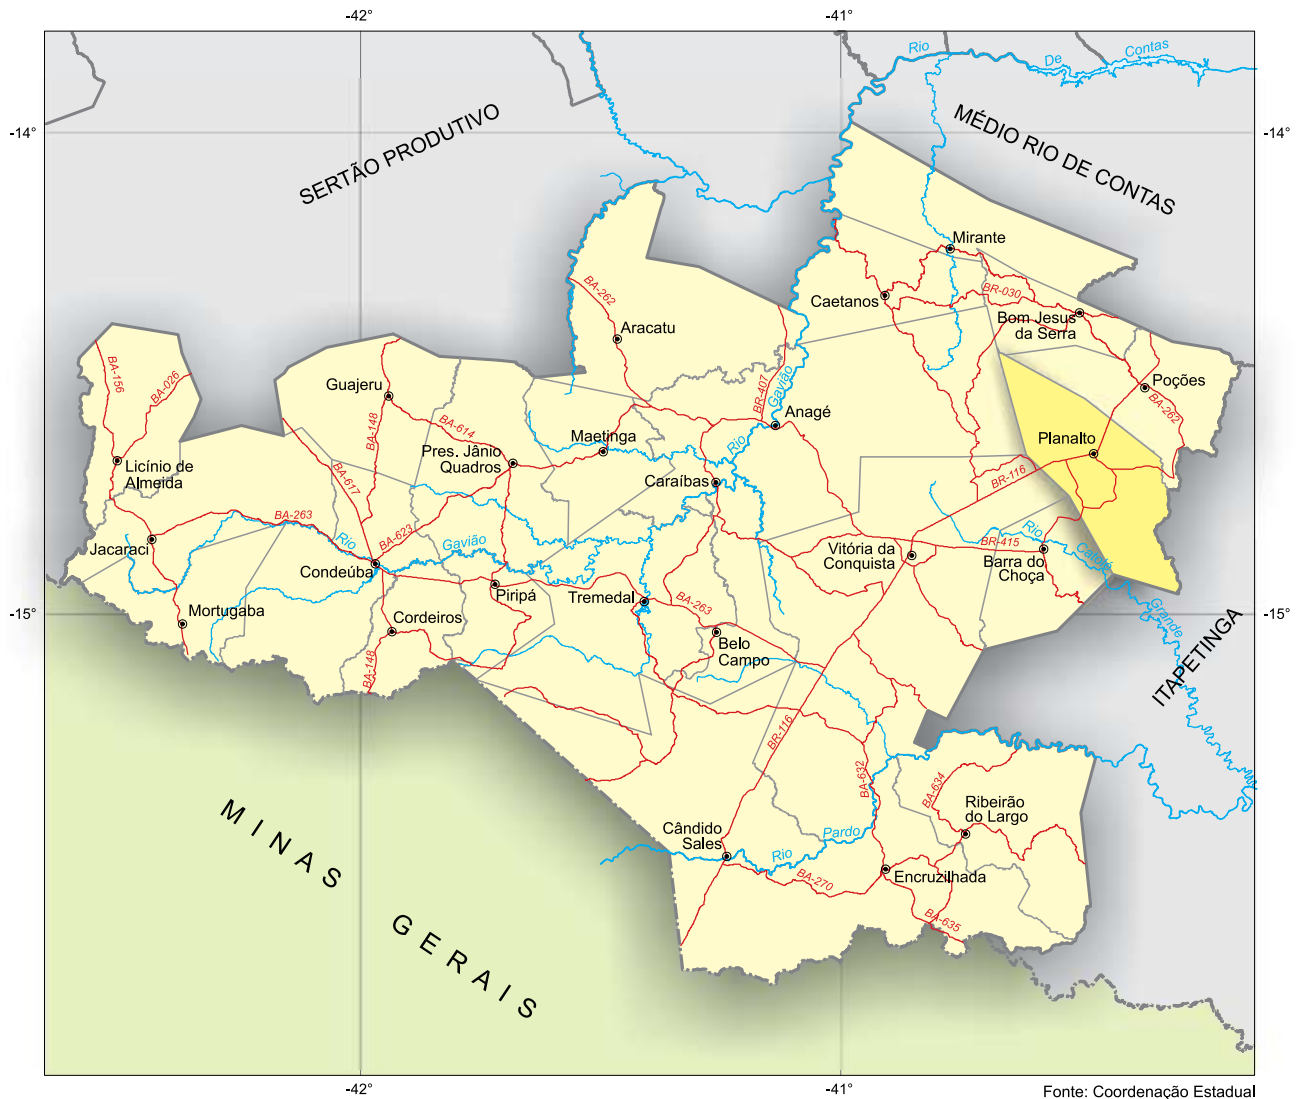 -42°
-41°
Rio
De
Contas
-14°
-14°
SERTÃO PRODUTIVO
MÉDIO RIO DE CONTAS
Mirante
BA-262
Caetanos
BR-030
Bom Jesus
da Serra
Aracatu
BA-156
BA-026
Guajeru
BR-407
Gavião
Poções
BA-262
BA-148
BA-614
Anagé
Maetinga
Rio
Planalto
Pres. Jânio
Quadros
Licínio de
Almeida
BA-617
Caraíbas
BR-116
BA-263
Rio
BA-623
Gavião
Rio
Catolé
Grande
Jacaraci
BR-415
Vitória da
Conquista
Barra do
Choça
Condeúba
Piripá
Tremedal
BA-263
Mortugaba
Cordeiros
-15°
-15°
Belo
Campo
BA-148
ITAPETINGA
BR-116
BA-632
BA-634
Ribeirão
do Largo
Cândido
Sales
Pardo
Rio
BA-270
Encruzilhada
BA-635
MINAS GERAIS
-42°
-41°
Fonte: Coordenação Estadual